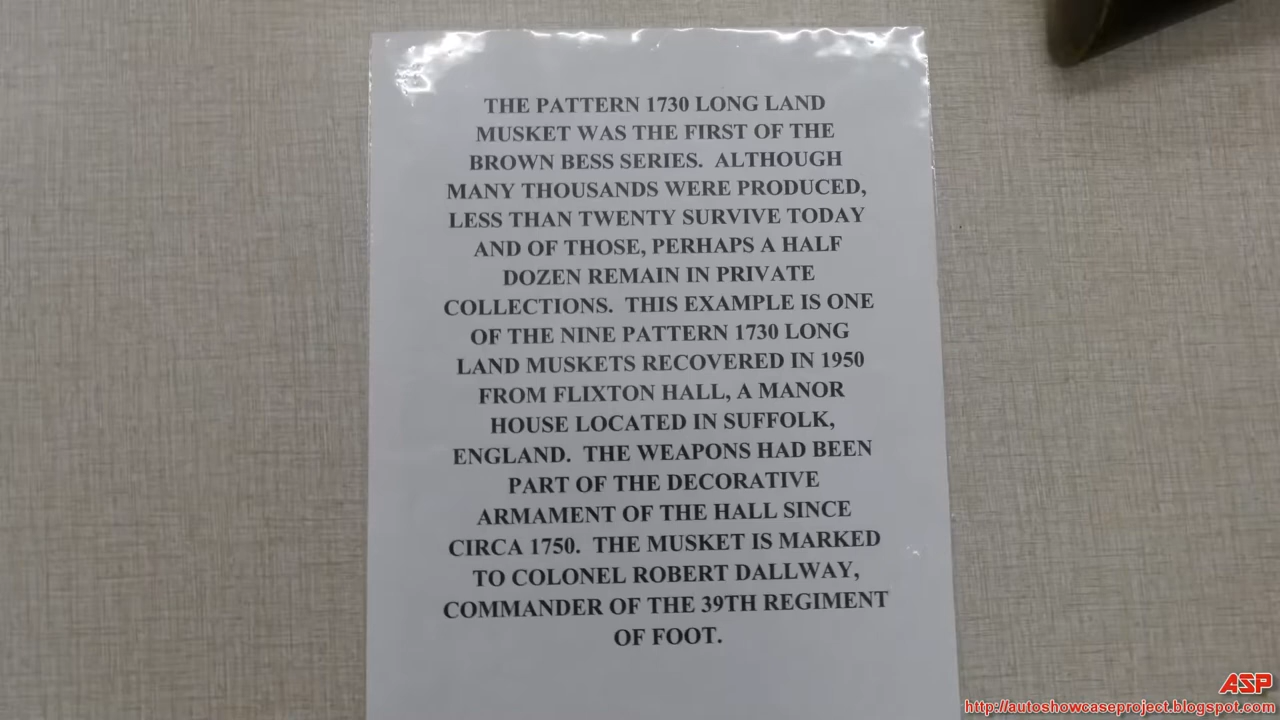 THE PATTERN 1730 LONG LAND
MUSKET WAS THE FIRST OF THE
BROWN BESS SERIES.  ALTHOUGH
MANY THOUSANDS WERE PRODUCED,
LESS THAN TWENTY SURVIVE TODAY
AND OF THOSE, PERHAPS A HALF
DOZEN REMAIN IN PRIVATE
COLLECTIONS.  THIS EXAMPLE IS ONE
OF THE NINE PATTERN 1730 LONG
LAND MUSKETS RECOVERED IN 1950
FROM FLIXTON HALL, A MANOR
HOUSE LOCATED IN SUFFOLK,
ENGLAND.  THE WEAPONS HAD BEEN
PART OF THE DECORATIVE
ARMAMENT OF THE HALL SINCE
CIRCA 1750.  THE MUSKET IS MARKED
TO COLONEL ROBERT DALLWAY,
COMMANDER OF THE 39TH REGIMENT
OF FOOT.
ASP
http://autoshowcaseproject.blogspot.com